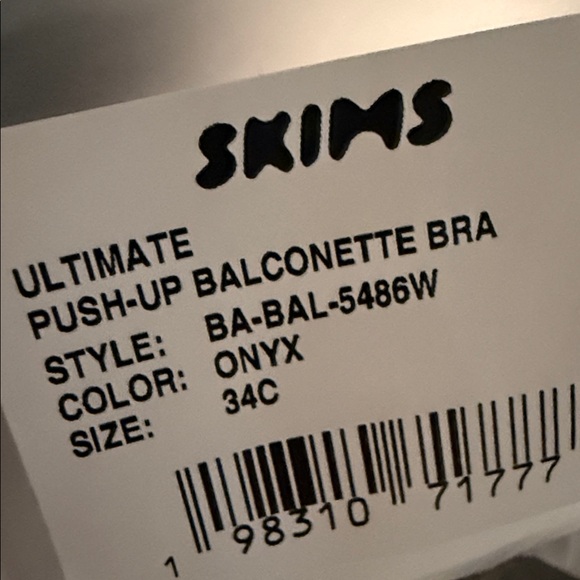 SKIMS
ULTIMATE
PUSH-UP BALCONETTE BRA
STYLE: BA-BAL-5486W
COLOR: ONYX
SIZE: 34C
1 98310 71777